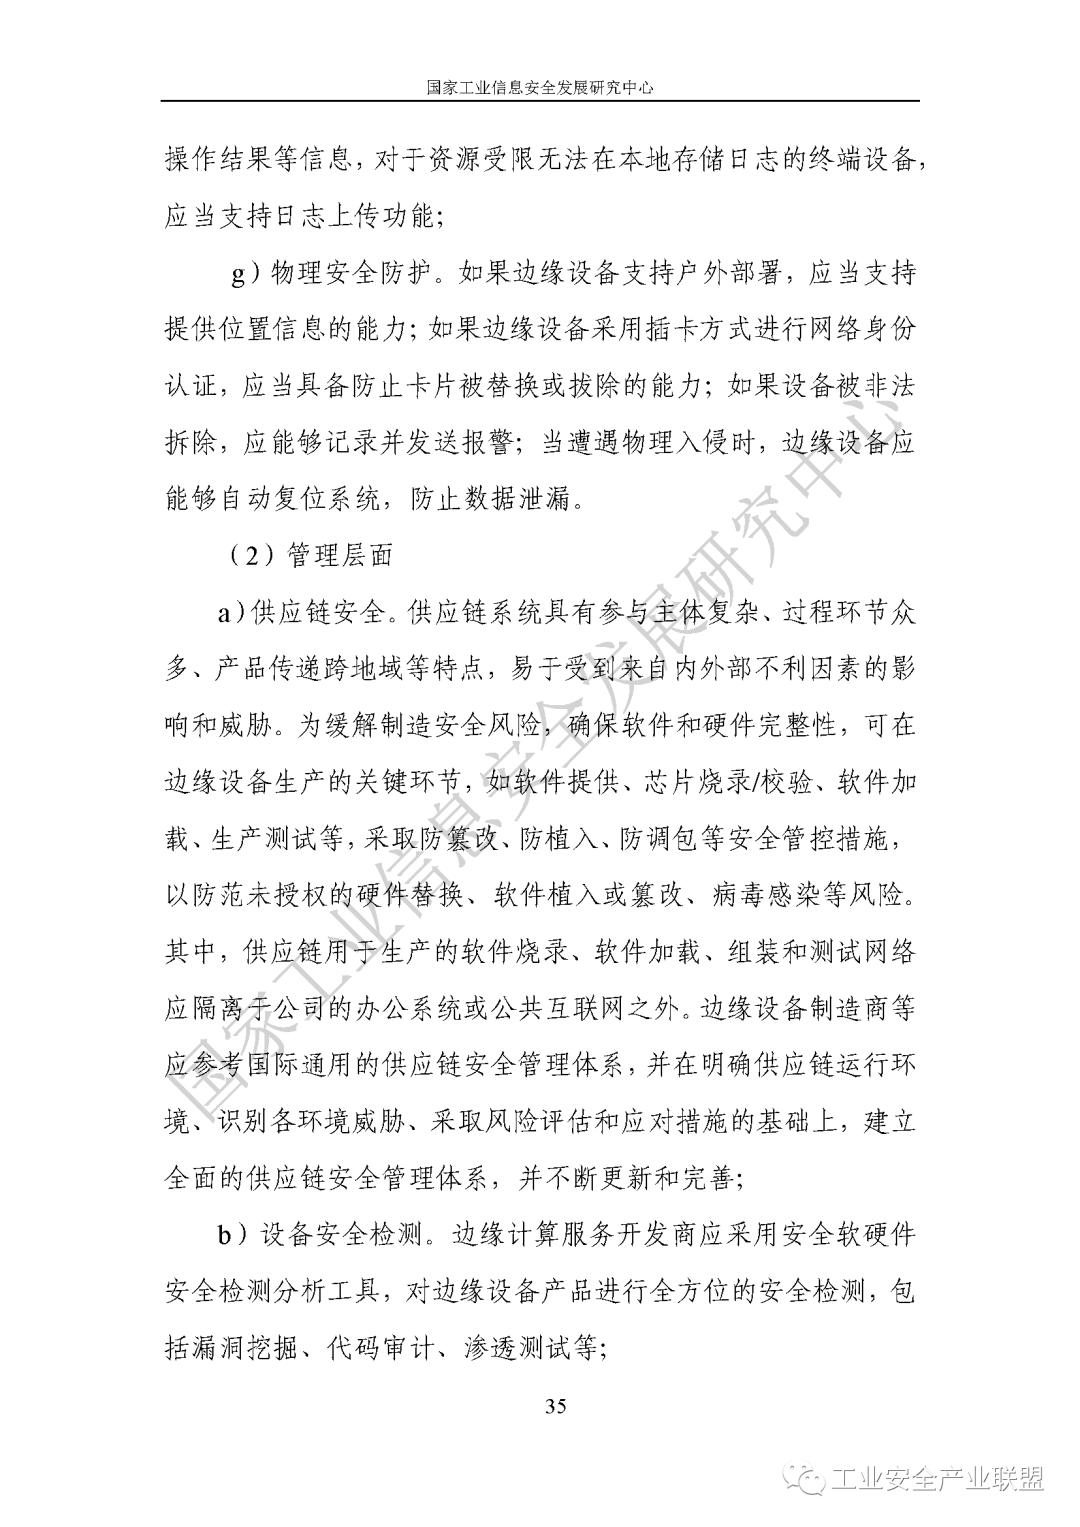 国家工业信息安全发展研究中心
操作结果等信息，对于资源受限无法在本地存储日志的终端设备，
应当支持日志上传功能；
g）物理安全防护。如果边缘设备支持户外部署，应当支持
提供位置信息的能力；如果边缘设备采用插卡方式进行网络身份
认证，应当具备防止卡片被替换或拔除的能力；如果设备被非法
拆除，应能够记录并发送报警；当遭遇物理入侵时，边缘设备应
能够自动复位系统，防止数据泄漏。
（2）管理层面
a）供应链安全。供应链系统具有参与主体复杂、过程环节众
多、产品传递跨地域等特点，易于受到来自内外部不利因素的影
响和威胁。为缓解制造安全风险，确保软件和硬件完整性，可在
边缘设备生产的关键环节，如软件提供、芯片烧录/校验、软件加
载、生产测试等，采取防篡改、防植入、防调包等安全管控措施，
以防范未授权的硬件替换、软件植入或篡改、病毒感染等风险。
其中，供应链用于生产的软件烧录、软件加载、组装和测试网络
应隔离于公司的办公系统或公共互联网之外。边缘设备制造商等
应参考国际通用的供应链安全管理体系，并在明确供应链运行环
境、识别各环境威胁、采取风险评估和应对措施的基础上，建立
全面的供应链安全管理体系，并不断更新和完善；
b）设备安全检测。边缘计算服务开发商应采用安全软硬件
安全检测分析工具，对边缘设备产品进行全方位的安全检测，包
括漏洞挖掘、代码审计、渗透测试等；
35
国家工业信息安全发展研究中心
工业安全产业联盟